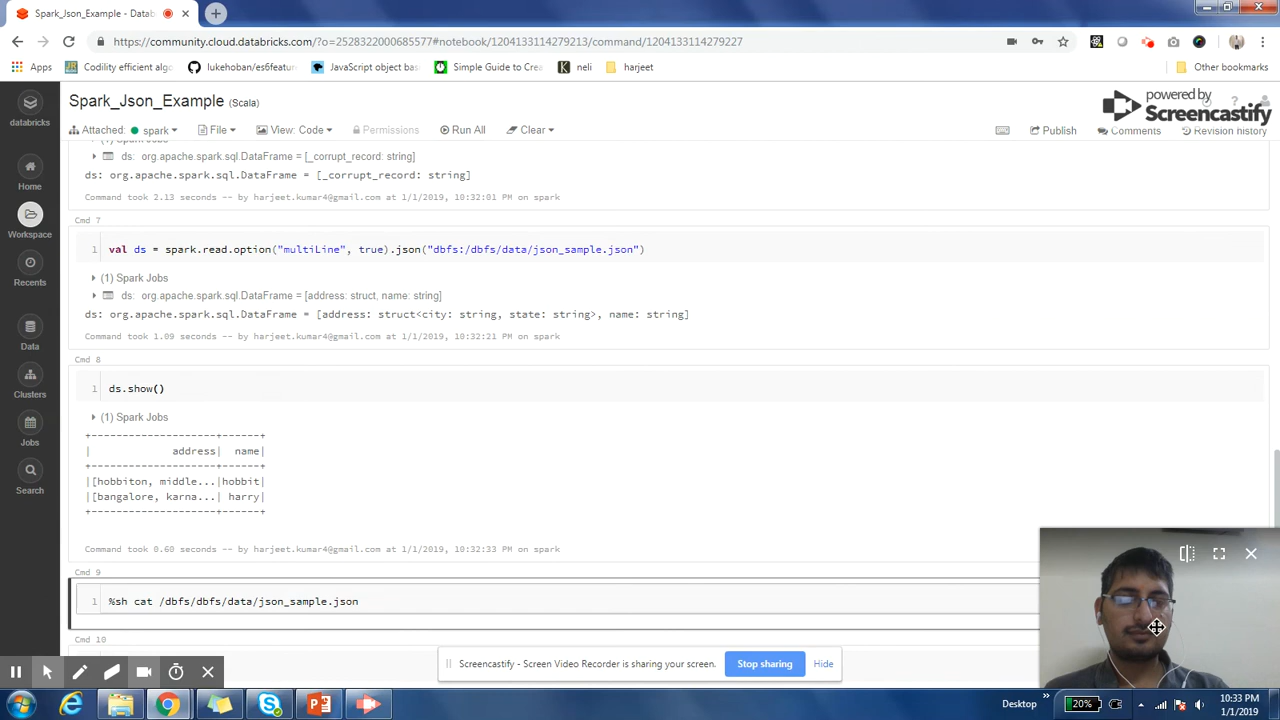 Spark_Json_Example - Datab
https://community.cloud.databricks.com/?o=2528322000685577#notebook/1204133114279213/command/1204133114279227
Apps
Codility efficient algo
lukehoban/es6featur
JavaScript object bas
Simple Guide to Crea
neli
harjeet
Other bookmarks
databricks
Home
Workspace
Recents
Data
Clusters
Jobs
Search
Spark_Json_Example (Scala)
powered by
Screencastify
Attached: spark File View: Code Permissions Run All Clear Publish Comments Revision history
(1) Spark Jobs
ds: org.apache.spark.sql.DataFrame = [_corrupt_record: string]
ds: org.apache.spark.sql.DataFrame = [_corrupt_record: string]
Command took 2.13 seconds -- by harjeet.kumar4@gmail.com at 1/1/2019, 10:32:01 PM on spark
Cmd 7
1 val ds = spark.read.option("multiLine", true).json("dbfs:/dbfs/data/json_sample.json")
(1) Spark Jobs
ds: org.apache.spark.sql.DataFrame = [address: struct, name: string]
ds: org.apache.spark.sql.DataFrame = [address: struct<city: string, state: string>, name: string]
Command took 1.09 seconds -- by harjeet.kumar4@gmail.com at 1/1/2019, 10:32:21 PM on spark
Cmd 8
1 ds.show()
(1) Spark Jobs
+--------------------+------+
| address| name|
+--------------------+------+
|[hobbiton, middle...|hobbit|
|[bangalore, karna...| harry|
+--------------------+------+
Command took 0.60 seconds -- by harjeet.kumar4@gmail.com at 1/1/2019, 10:32:33 PM on spark
Cmd 9
1 %sh cat /dbfs/dbfs/data/json_sample.json
Cmd 10
Screencastify - Screen Video Recorder is sharing your screen. Stop sharing Hide
Desktop
20%
10:33 PM
1/1/2019